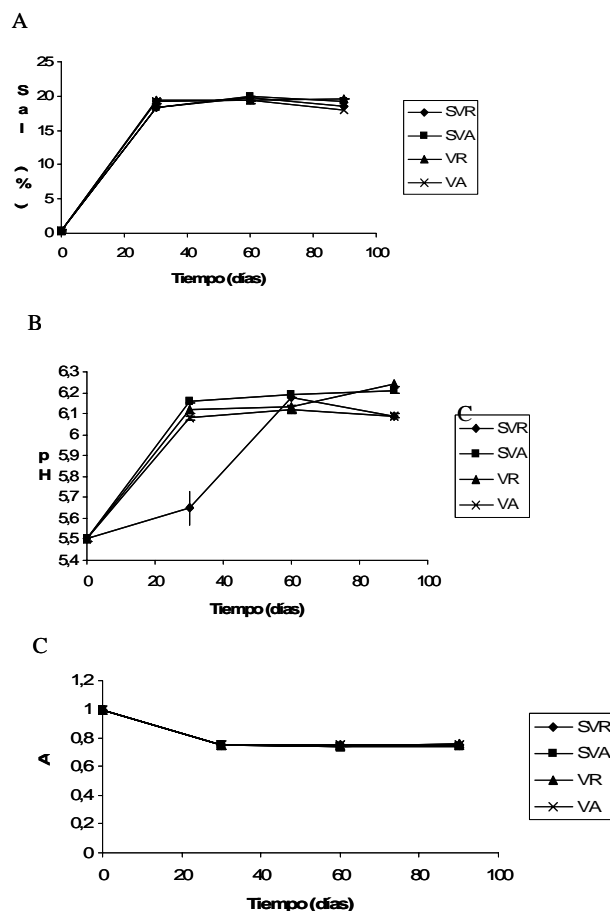 A
Sal (%)
25
20
15
10
5
0
0 20 40 60 80 100
Tiempo (días)
SVR
SVA
VR
VA
B
pH
6,3
6,2
6,1
6
5,9
5,8
5,7
5,6
5,5
5,4
0 20 40 60 80 100
Tiempo (días)
C
SVR
SVA
VR
VA
C
A
1,2
1
0,8
0,6
0,4
0,2
0
0 20 40 60 80 100
Tiempo (días)
SVR
SVA
VR
VA